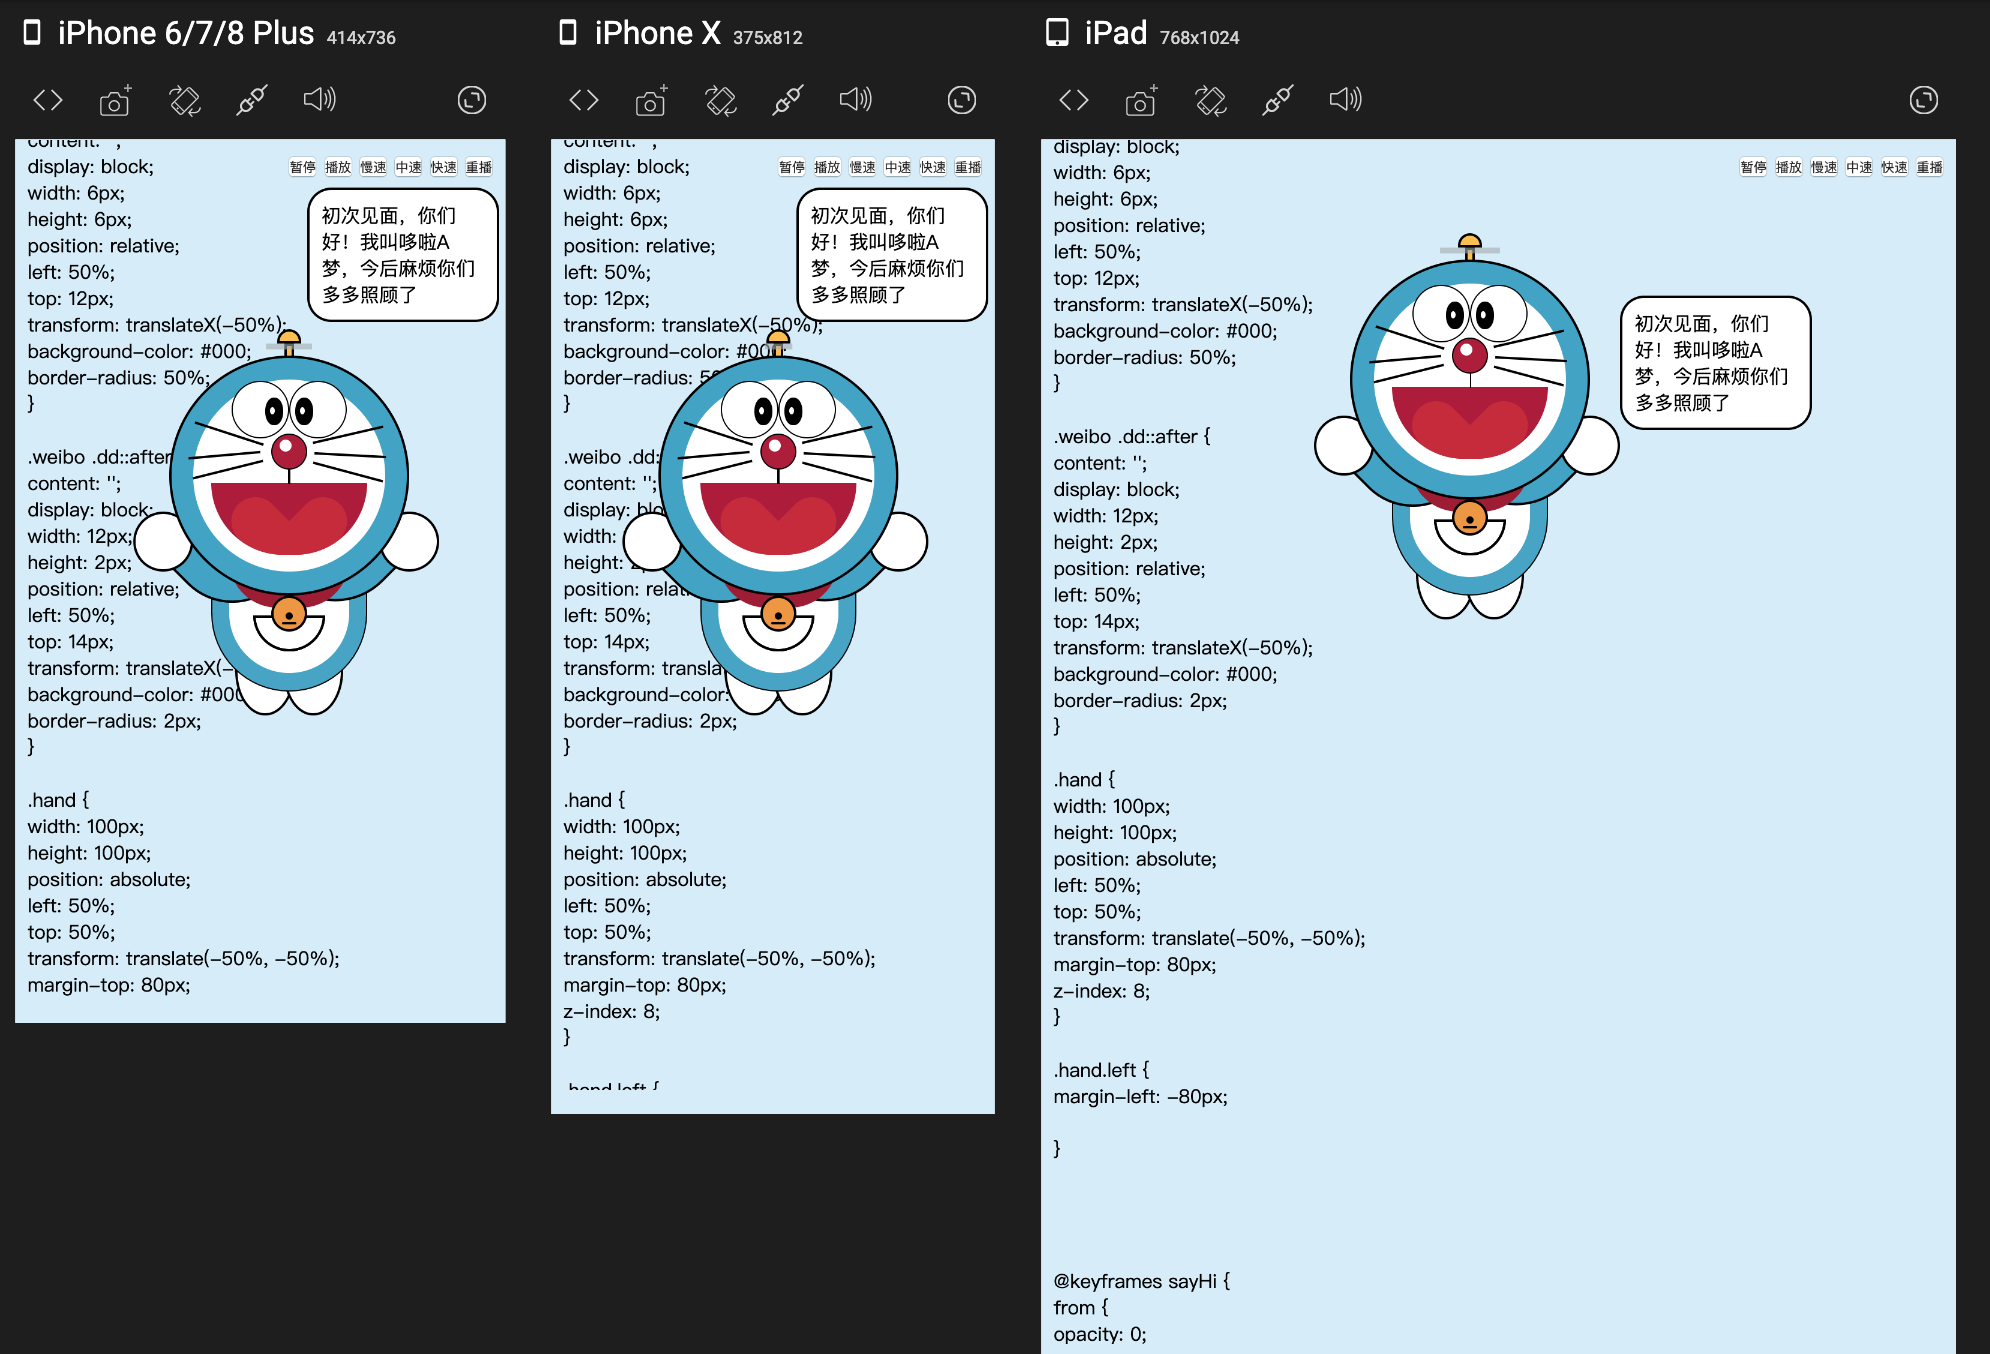 iPhone 6/7/8 Plus 414x736
content: '';
display: block;
width: 6px;
height: 6px;
position: relative;
left: 50%;
top: 12px;
transform: translateX(-50%);
background-color: #000;
border-radius: 50%;
}
.weibo .dd::after
content: '';
display: block;
width: 12px;
height: 2px;
position: relative;
left: 50%;
top: 14px;
transform: translateX(-
background-color: #000
border-radius: 2px;
}
.hand {
width: 100px;
height: 100px;
position: absolute;
left: 50%;
top: 50%;
transform: translate(-50%, -50%);
margin-top: 80px;
暂停 播放 慢速 中速 快速 重播
初次见面，你们
好！我叫哆啦A
梦，今后麻烦你们
多多照顾了
iPhone X 375x812
content: '';
display: block;
width: 6px;
height: 6px;
position: relative;
left: 50%;
top: 12px;
transform: translateX(-50%);
background-color: #000;
border-radius: 5
}
.weibo .dd:
content: '';
display: blo
width:
height:
position: relat
left: 50%;
top: 14px;
transform: transla
background-color:
border-radius: 2px;
}
.hand {
width: 100px;
height: 100px;
position: absolute;
left: 50%;
top: 50%;
transform: translate(-50%, -50%);
margin-top: 80px;
z-index: 8;
}
.hand.left {
暂停 播放 慢速 中速 快速 重播
初次见面，你们
好！我叫哆啦A
梦，今后麻烦你们
多多照顾了
iPad 768x1024
display: block;
width: 6px;
height: 6px;
position: relative;
left: 50%;
top: 12px;
transform: translateX(-50%);
background-color: #000;
border-radius: 50%;
}
.weibo .dd::after {
content: '';
display: block;
width: 12px;
height: 2px;
position: relative;
left: 50%;
top: 14px;
transform: translateX(-50%);
background-color: #000;
border-radius: 2px;
}
.hand {
width: 100px;
height: 100px;
position: absolute;
left: 50%;
top: 50%;
transform: translate(-50%, -50%);
margin-top: 80px;
z-index: 8;
}
.hand.left {
margin-left: -80px;
}
@keyframes sayHi {
from {
opacity: 0;
暂停 播放 慢速 中速 快速 重播
初次见面，你们
好！我叫哆啦A
梦，今后麻烦你们
多多照顾了